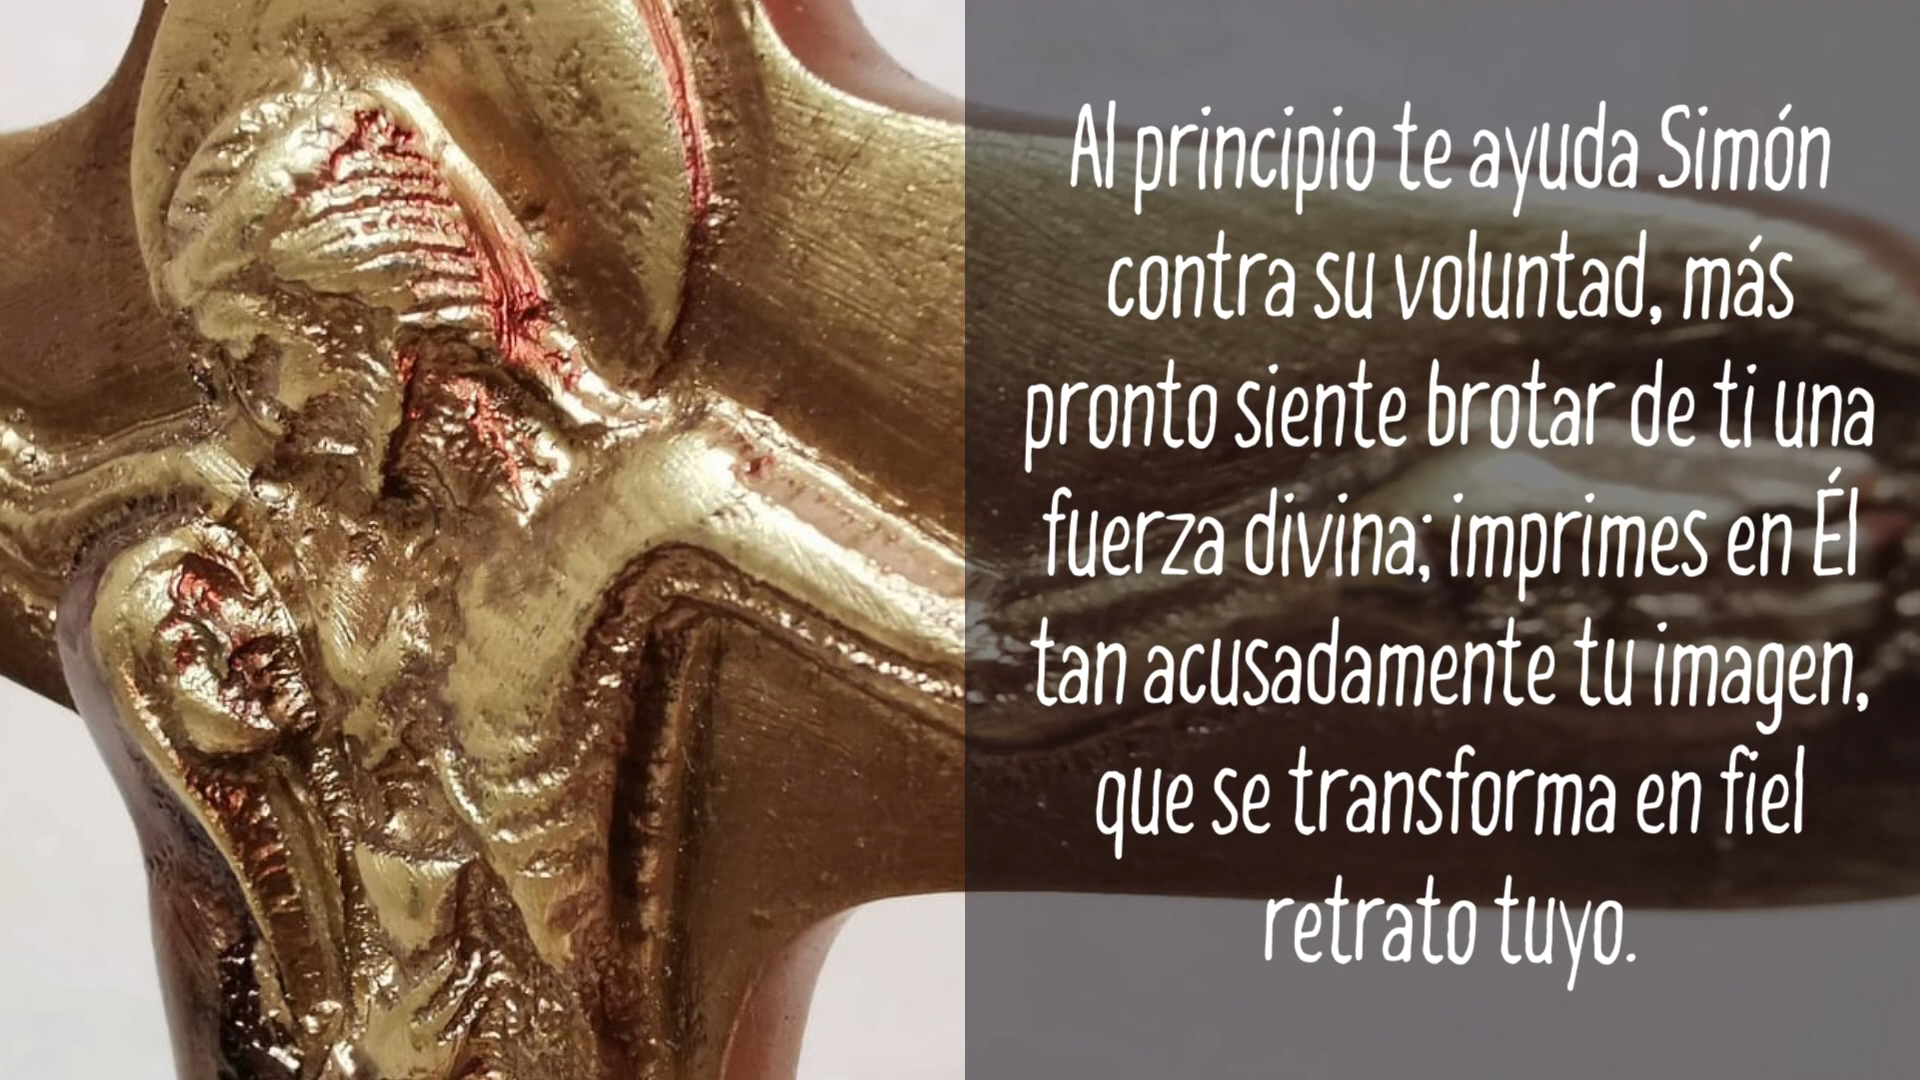 Al principio te ayuda Simón
contra su voluntad, más
pronto siente brotar de ti una
fuerza divina; imprimes en Él
tan acusadamente tu imagen,
que se transforma en fiel
retrato tuyo.